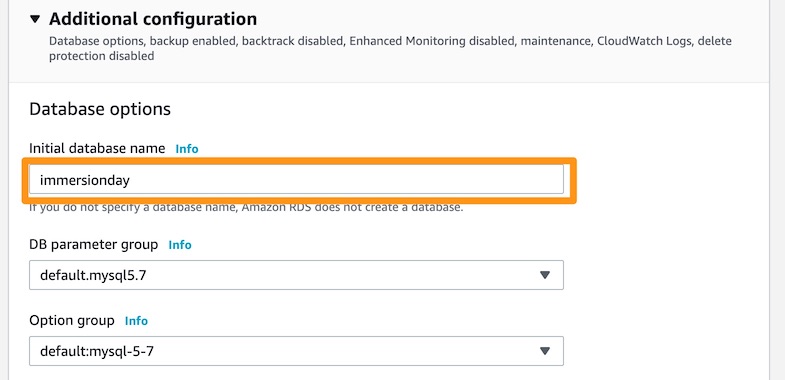 Additional configuration
Database options, backup enabled, backtrack disabled, Enhanced Monitoring disabled, maintenance, CloudWatch Logs, delete
protection disabled
Database options
Initial database name Info
immersionday
If you do not specify a database name, Amazon RDS does not create a database.
DB parameter group Info
default.mysql5.7
Option group Info
default:mysql-5-7